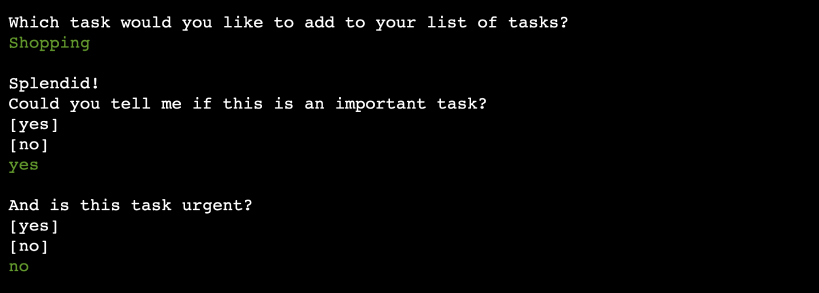 Which task would you like to add to your list of tasks?
Shopping
Splendid!
Could you tell me if this is an important task?
[yes]
[no]
yes
And is this task urgent?
[yes]
[no]
no